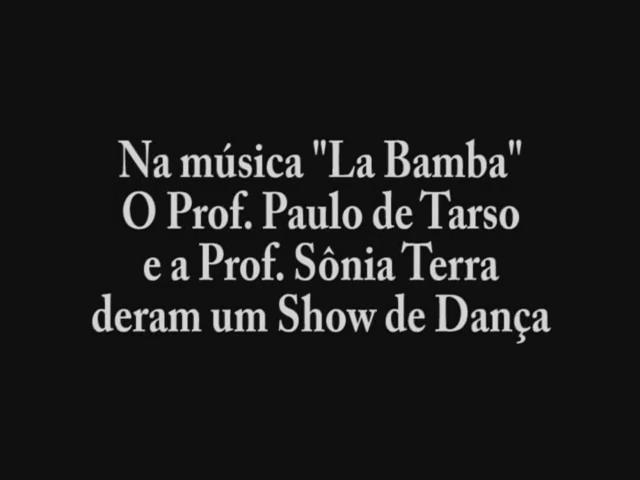 Na música "La Bamba"
O Prof. Paulo de Tarso
e a Prof. Sônia Terra
deram um Show de Dança